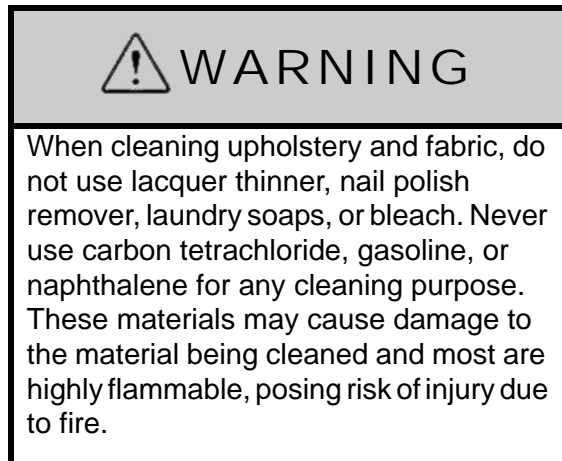 WARNING
When cleaning upholstery and fabric, do
not use lacquer thinner, nail polish
remover, laundry soaps, or bleach. Never
use carbon tetrachloride, gasoline, or
naphthalene for any cleaning purpose.
These materials may cause damage to
the material being cleaned and most are
highly flammable, posing risk of injury due
to fire.